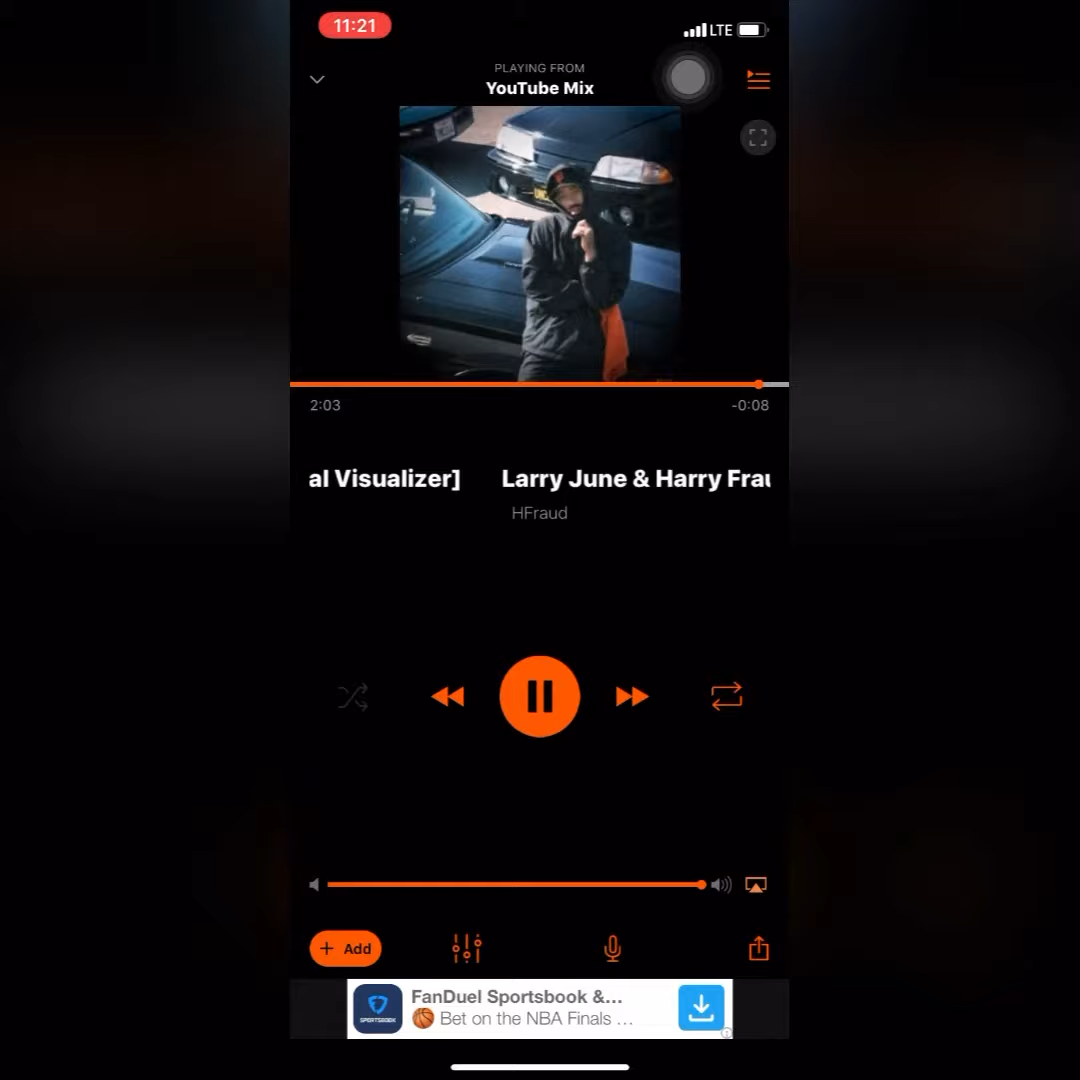 11:21
LTE
PLAYING FROM
YouTube Mix
2:03
-0:08
al Visualizer] Larry June & Harry Frau
HFraud
+ Add
FanDuel Sportsbook &...
🏀 Bet on the NBA Finals ...
SPORTSBOOK